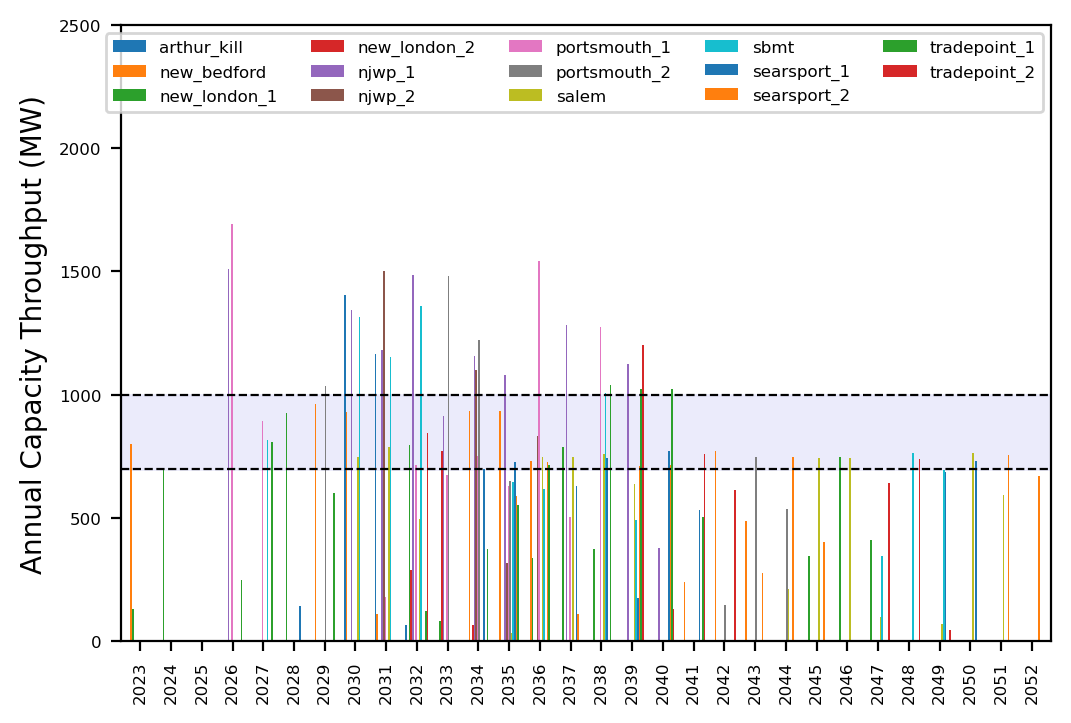 2500
2000
1500
1000
500
0
Annual Capacity Throughput (MW)
arthur_kill
new_bedford
new_london_1
new_london_2
njwp_1
njwp_2
portsmouth_1
portsmouth_2
salem
sbmt
searsport_1
searsport_2
tradepoint_1
tradepoint_2
2023
2024
2025
2026
2027
2028
2029
2030
2031
2032
2033
2034
2035
2036
2037
2038
2039
2040
2041
2042
2043
2044
2045
2046
2047
2048
2049
2050
2051
2052